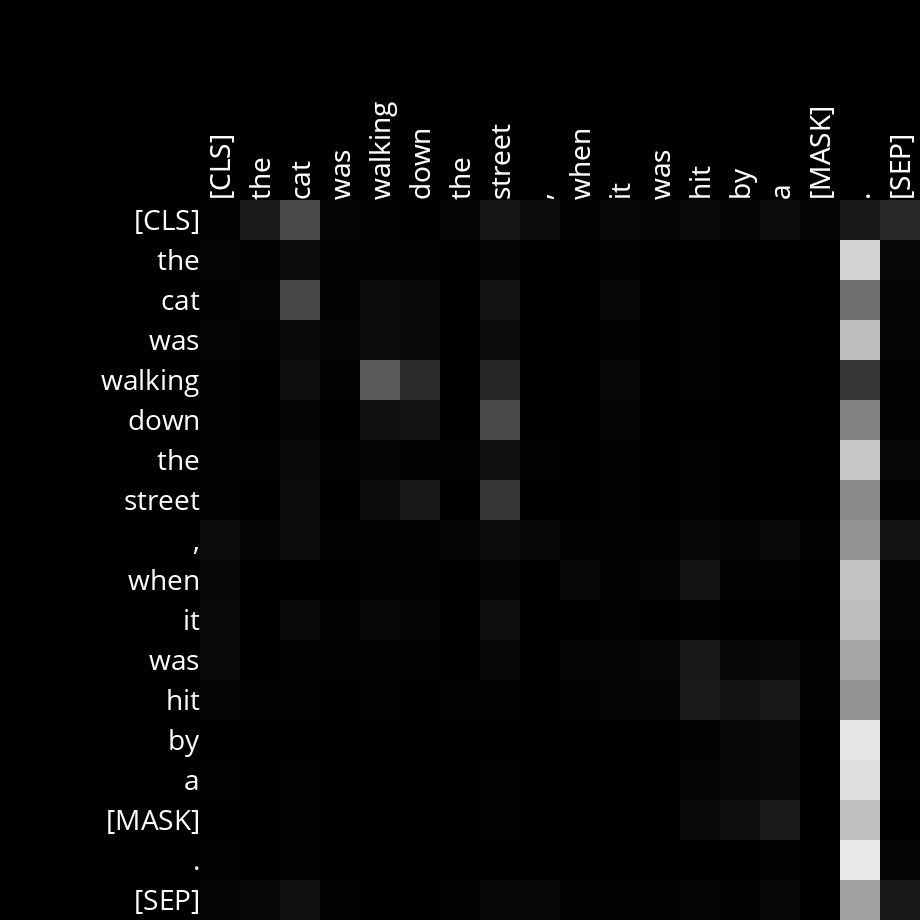 [CLS] the cat was walking down the street , when it was hit by a [MASK] . [SEP]
[CLS]
the
cat
was
walking
down
the
street
,
when
it
was
hit
by
a
[MASK]
.
[SEP]